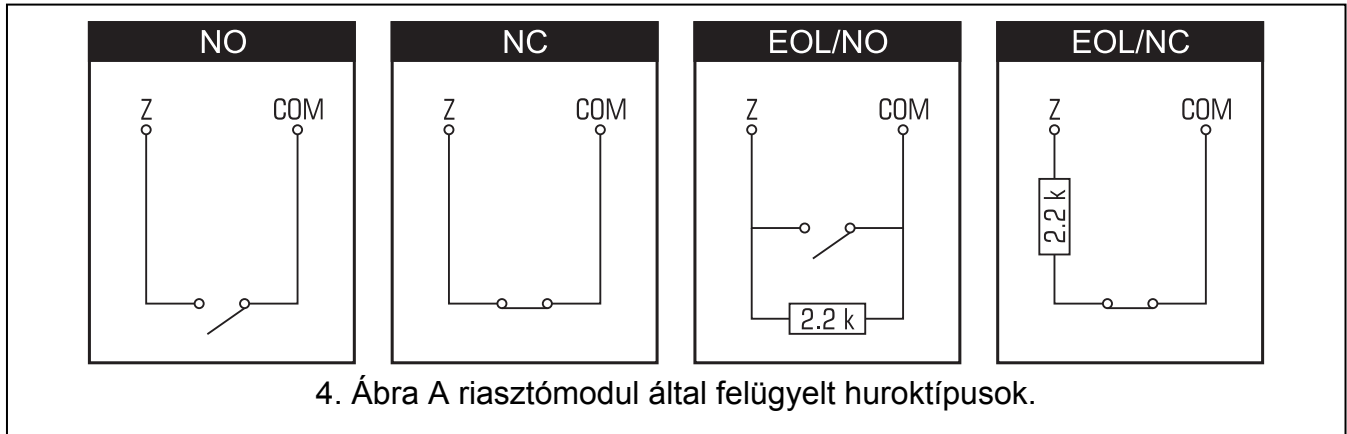 NO NC EOL/NO EOL/NC
Z COM Z COM Z COM Z COM
2.2 k
2.2 k
4. Ábra A riasztómodul által felügyelt huroktípusok.